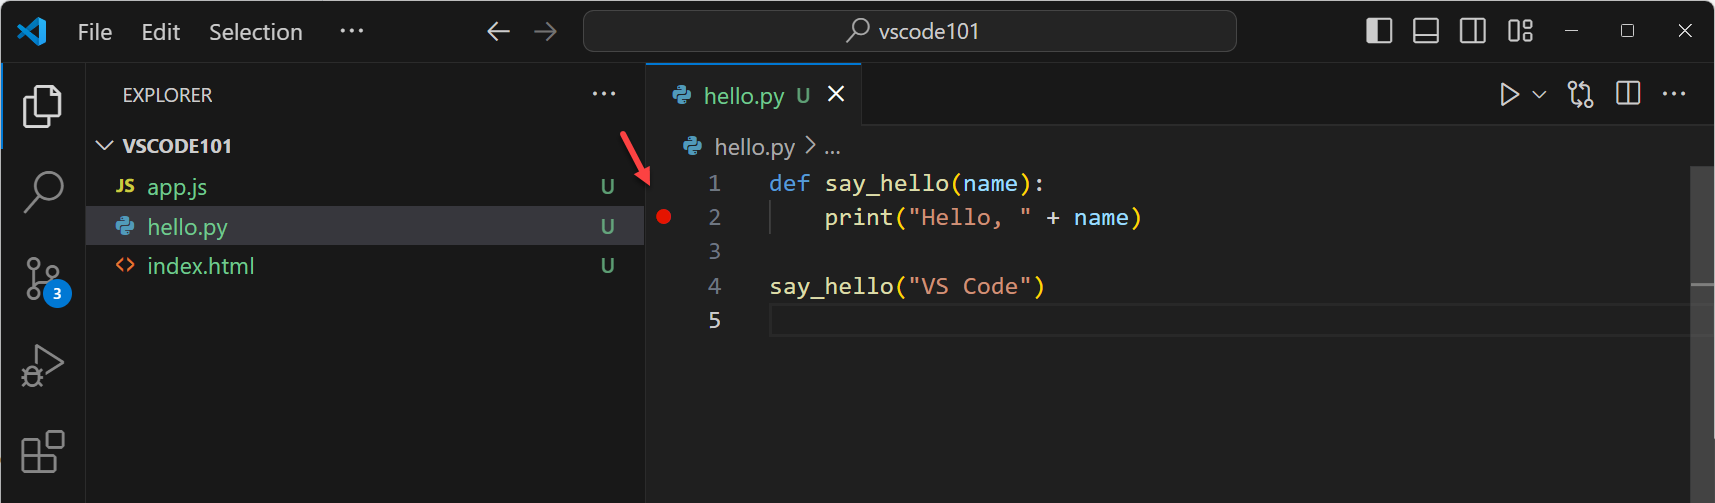 File Edit Selection ··· vscode101
EXPLORER ···
VSCODE101
JS app.js U
hello.py U
<> index.html U
3
hello.py U
hello.py > ...
1 def say_hello(name):
2     print("Hello, " + name)
3
4 say_hello("VS Code")
5